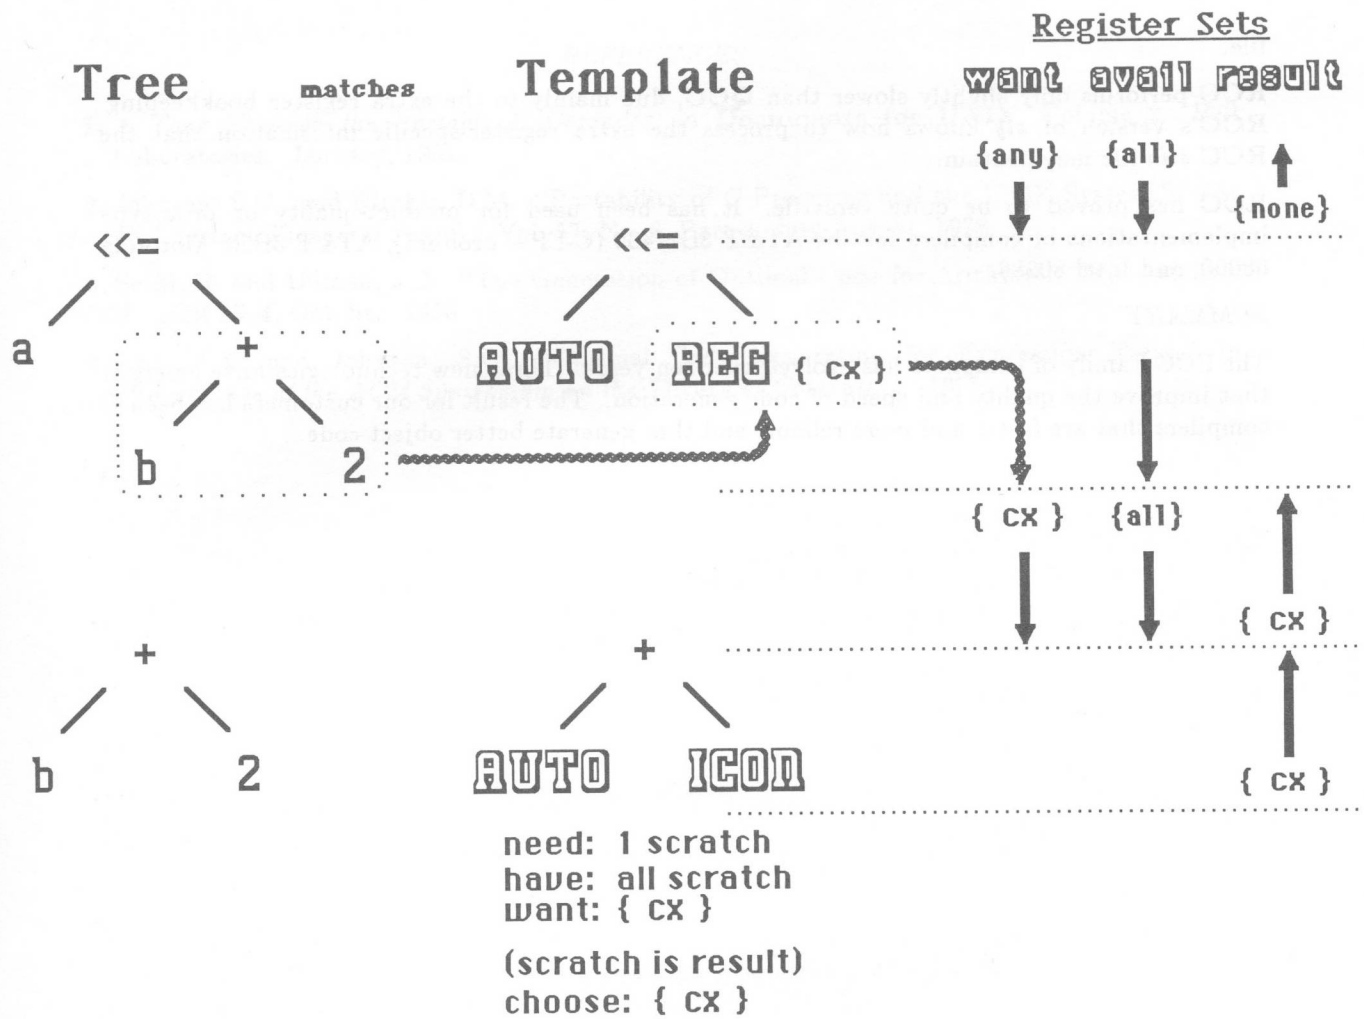 Register Sets
Tree matches Template want avail result
{any} {all}
{none}
<<= <<=
a + AUTO REG { cx }
b 2
{ cx } {all}
{ cx }
+ +
b 2 AUTO ICON
{ cx }
need: 1 scratch
have: all scratch
want: { cx }
(scratch is result)
choose: { cx }